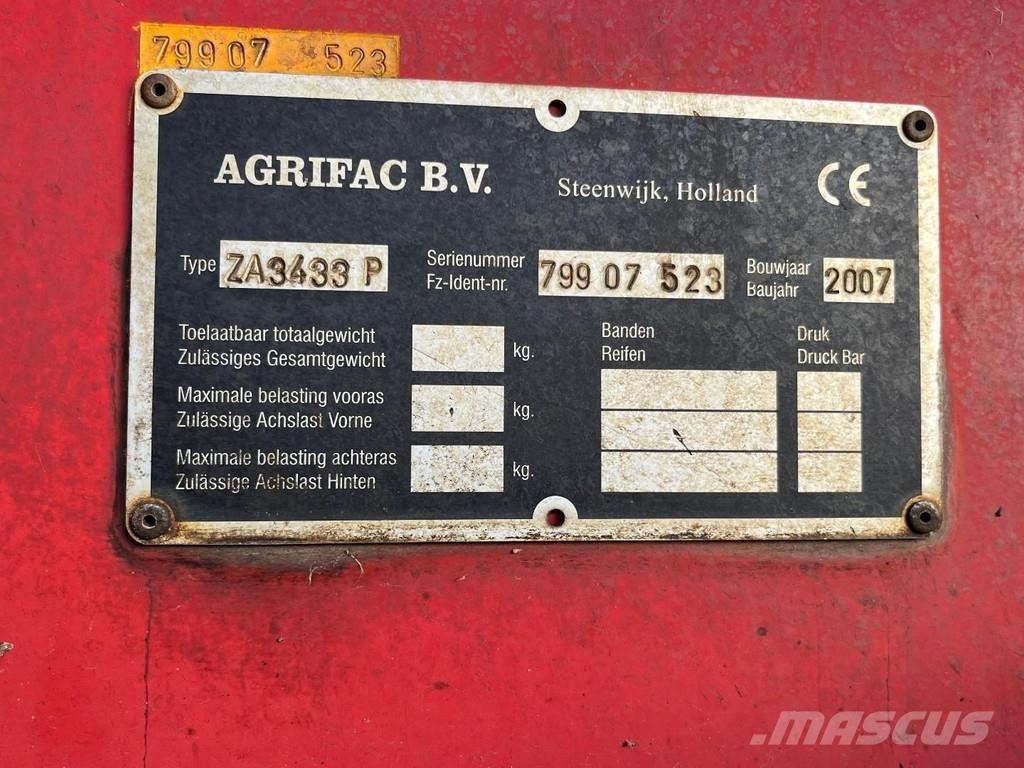 79907 523
AGRIFAC B.V.
Steenwijk, Holland
CE
Type ZA3433 P
Serienummer
Fz-Ident-nr.
799 07 523
Bouwjaar
Baujahr
2007
Toelaatbaar totaalgewicht
Zulässiges Gesamtgewicht
kg.
Maximale belasting vooras
Zulässige Achslast Vorne
kg.
Maximale belasting achteras
Zulässige Achslast Hinten
kg.
Banden
Reifen
Druk
Druck Bar
MASCUS